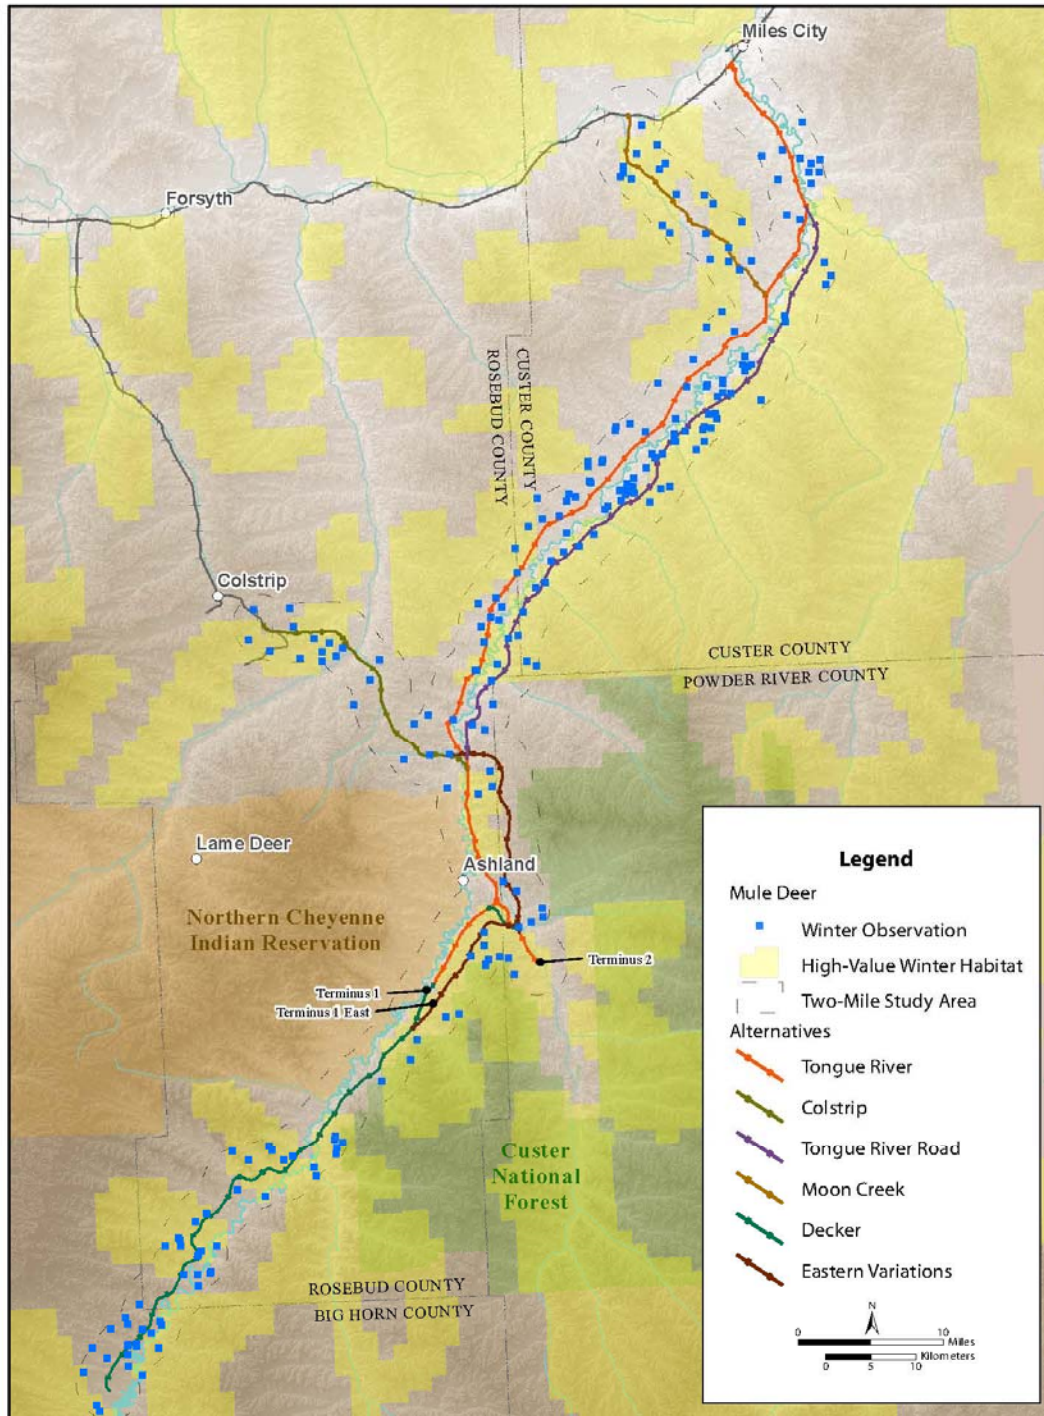 Miles City
Forsyth
CUSTER COUNTY
ROSEBUD COUNTY
Colstrip
CUSTER COUNTY
POWDER RIVER COUNTY
Lame Deer
Ashland
Northern Cheyenne
Indian Reservation
Terminus 2
Terminus 1
Terminus 1 East
Custer
National
Forest
ROSEBUD COUNTY
BIG HORN COUNTY
Legend
Mule Deer
Winter Observation
High-Value Winter Habitat
Two-Mile Study Area
Alternatives
Tongue River
Colstrip
Tongue River Road
Moon Creek
Decker
Eastern Variations
N
0 10
Miles
Kilometers
0 5 10